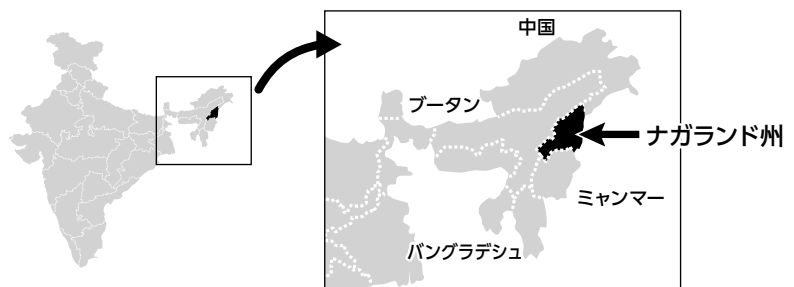 中国
ブータン
ナガランド州
ミャンマー
バングラデシュ